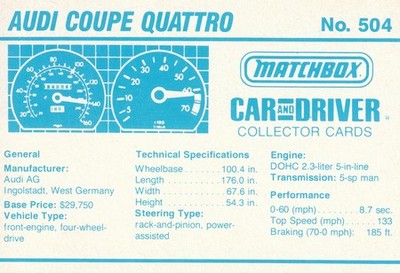 AUDI COUPE QUATTRO
No. 504
MATCHBOX
CAR AND DRIVER
COLLECTOR CARDS
General
Manufacturer:
Audi AG
Ingolstadt, West Germany
Base Price: $29,750
Vehicle Type:
front-engine, four-wheel-
drive
Technical Specifications
Wheelbase..........100.4 in.
Length............176.0 in.
Width..............67.6 in.
Height.............54.3 in.
Steering Type:
rack-and-pinion, power-
assisted
Engine:
DOHC 2.3-liter 5-in-line
Transmission: 5-sp man
Performance
0-60 (mph)........8.7 sec.
Top Speed (mph).....133
Braking (70-0 mph): 185 ft.